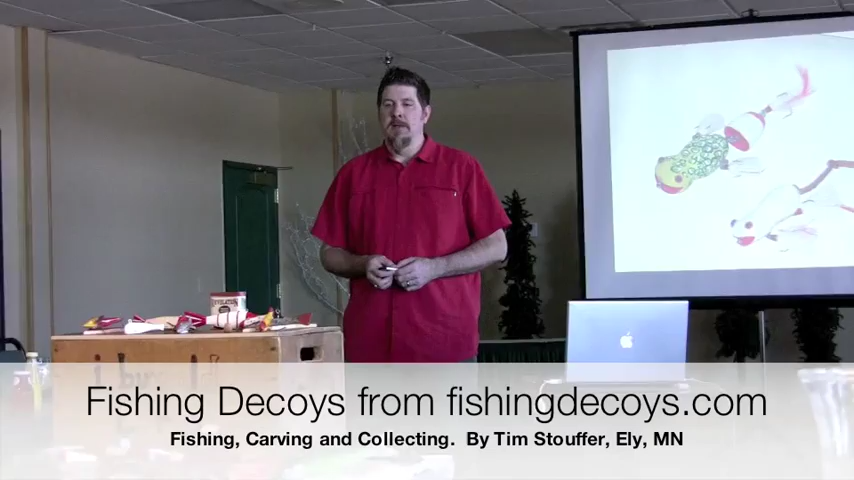 Fishing Decoys from fishingdecoys.com
Fishing, Carving and Collecting. By Tim Stouffer, Ely, MN